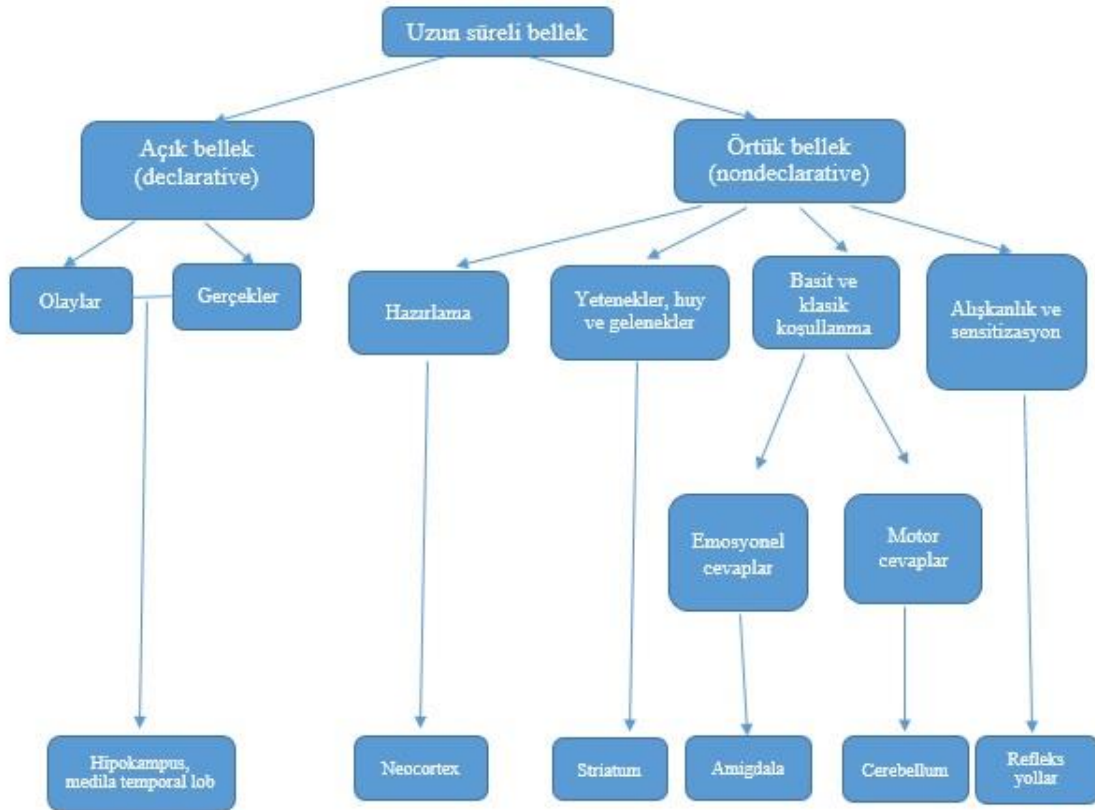 Uzun süreli bellek
Açık bellek
(declarative)
Örtük bellek
(nondeclarative)
Olaylar
Gerçekler
Hazırlama
Yetenekler, huy
ve gelenekler
Basit ve
klasik
koşullanma
Alışkanlık ve
sensitizasyon
Emosyonel
cevaplar
Motor
cevaplar
Hipokampus,
medila temporal lob
Neocortex
Striatum
Amigdala
Cerebellum
Refleks
yollar